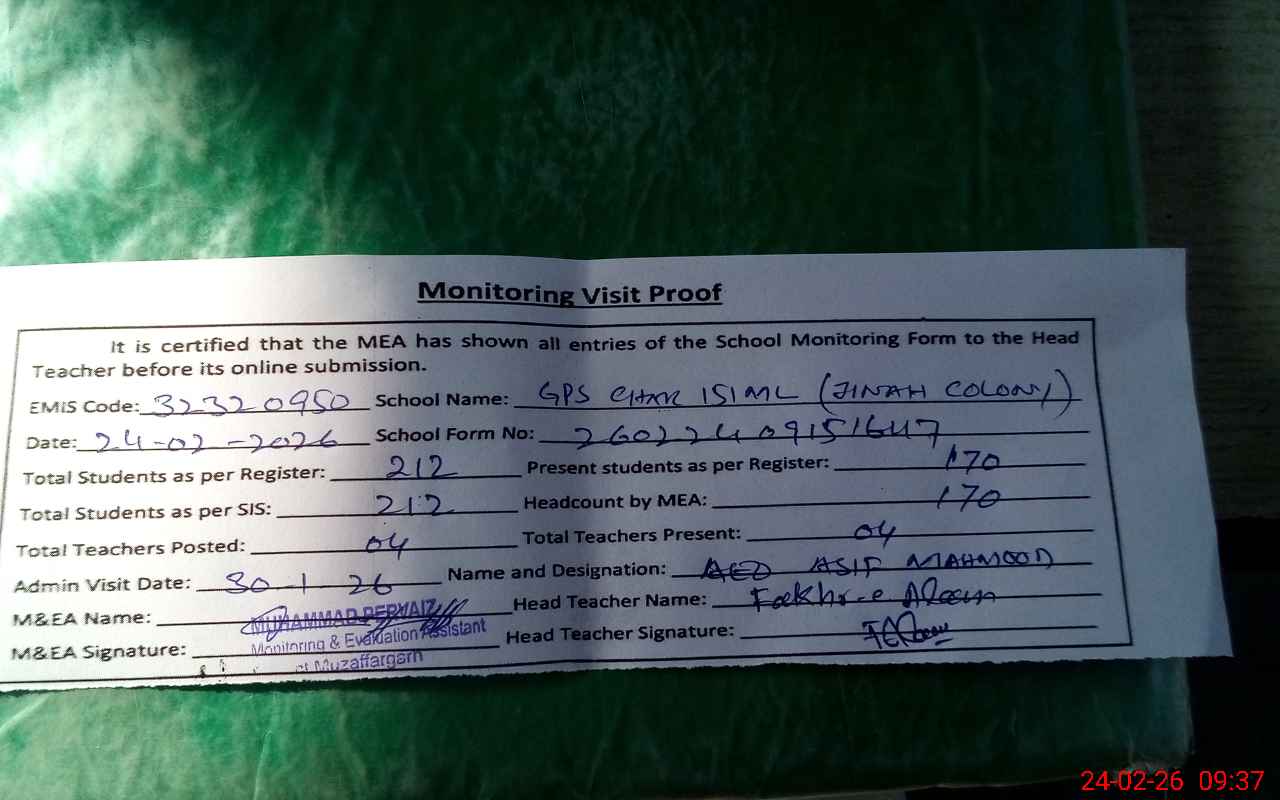 Monitoring Visit Proof
It is certified that the MEA has shown all entries of the School Monitoring Form to the Head
Teacher before its online submission.
EMIS Code: 32320950 School Name: GPS CHAK ISIML (JINAH COLONY)
Date: 24-02-2026 School Form No: 26022409151647
Total Students as per Register: 212 Present students as per Register: 170
Total Students as per SIS: 212 Headcount by MEA: 170
Total Teachers Posted: 04 Total Teachers Present: 04
Admin Visit Date: 30-1-26 Name and Designation: AEO ASIF MAHMOOD
M&EA Name: MUHAMMAD PERVAIZ Head Teacher Name: Fakhr-e Aleem
M&EA Signature: Monitoring & Evaluation Assistant Head Teacher Signature:
Muzaffargarh
24-02-26 09:37